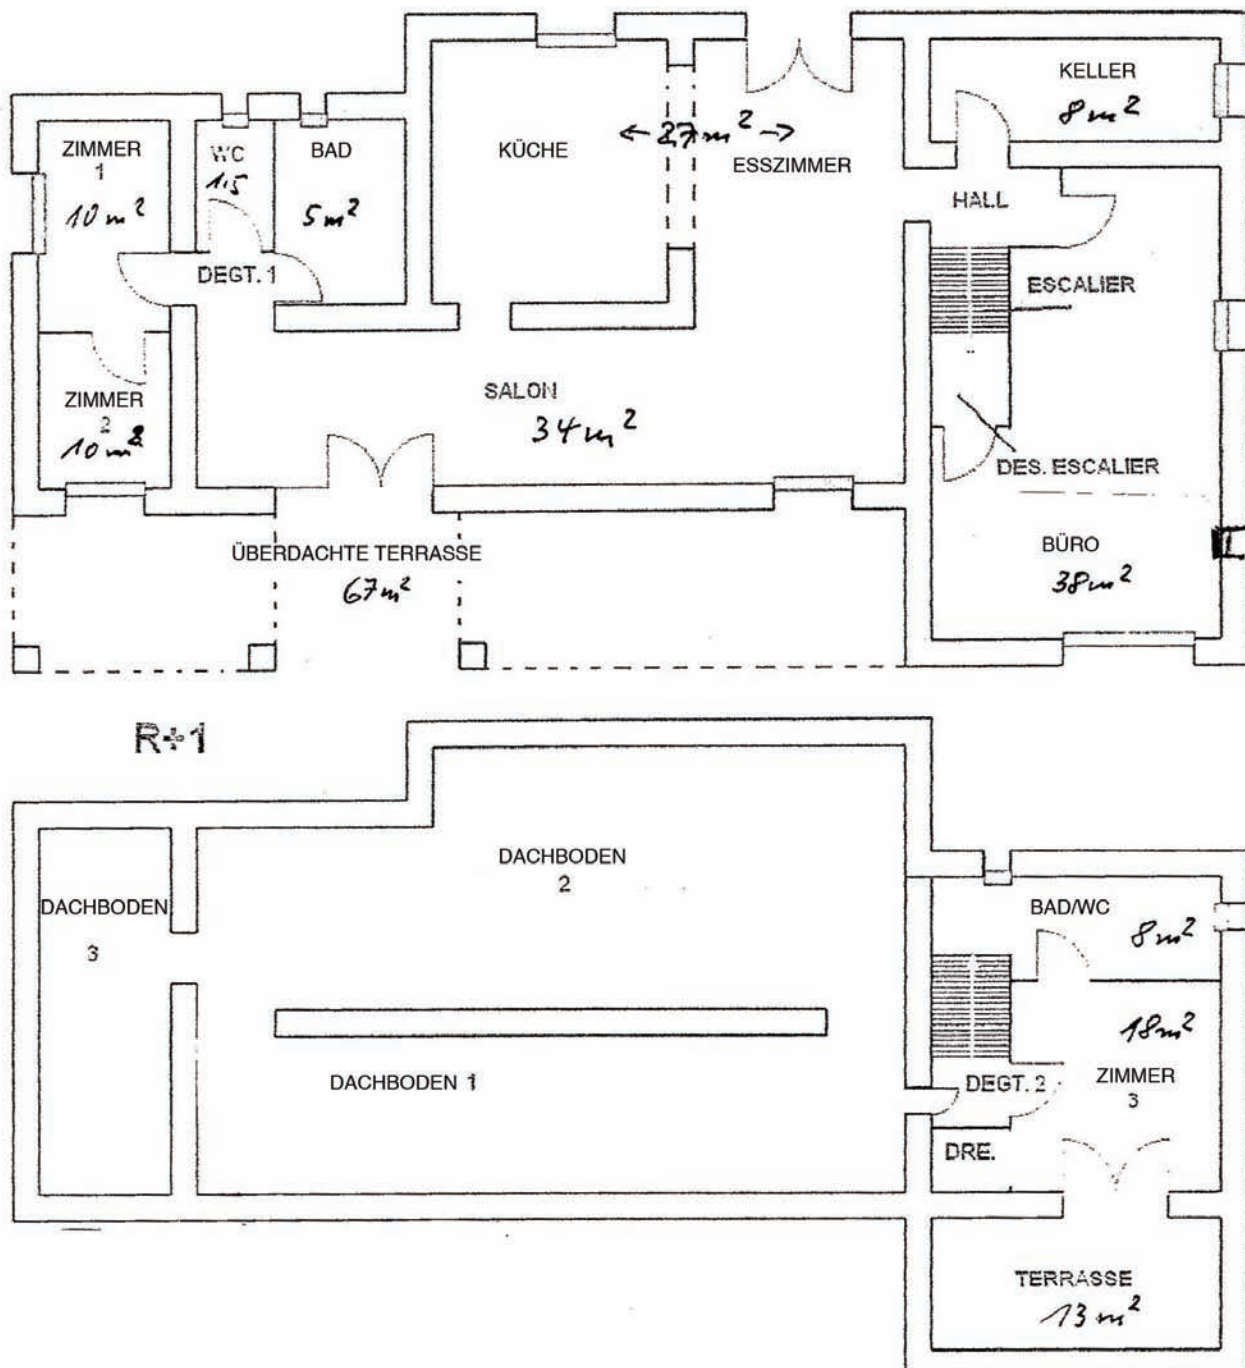 KELLER
8 m²
ZIMMER
1
10 m²
WC
1,5
BAD
5 m²
KÜCHE
← 27 m² →
ESSZIMMER
HALL
DEGT. 1
ESCALIER
ZIMMER
2
10 m²
SALON
34 m²
DES. ESCALIER
ÜBERDACHTE TERRASSE
67 m²
BÜRO
38 m²
R+1
DACHBODEN
2
DACHBODEN
3
BAD/WC
8 m²
18 m²
DACHBODEN 1
DEGT. 2
ZIMMER
3
DRE.
TERRASSE
13 m²